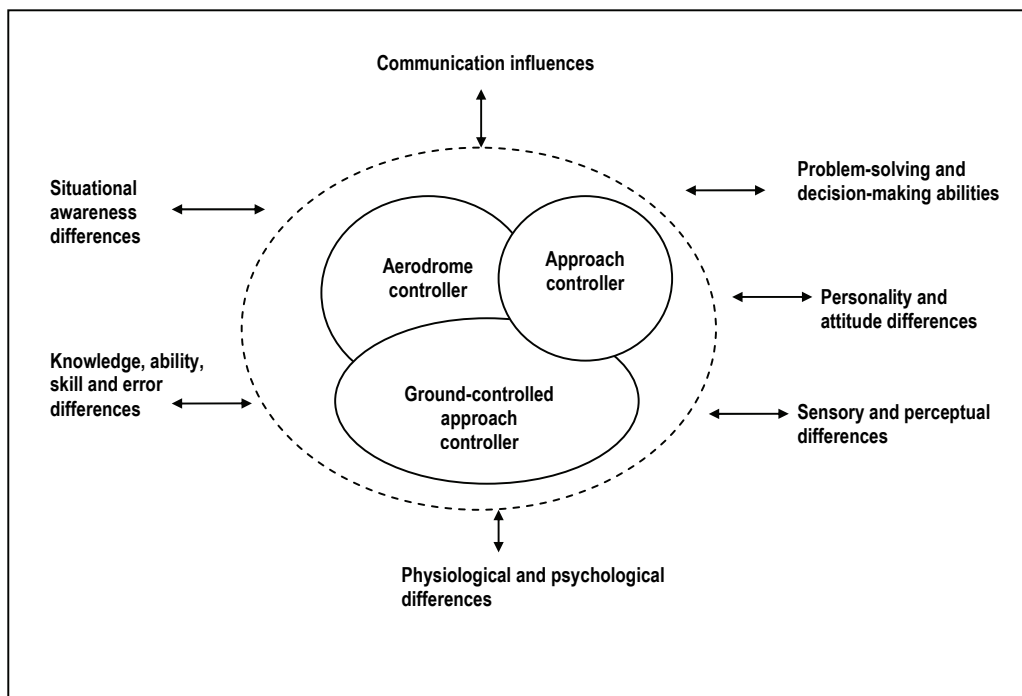 Communication influences
Situational
awareness
differences
Problem-solving and
decision-making abilities
Aerodrome
controller
Approach
controller
Personality and
attitude differences
Knowledge, ability,
skill and error
differences
Ground-controlled
approach
controller
Sensory and perceptual
differences
Physiological and psychological
differences